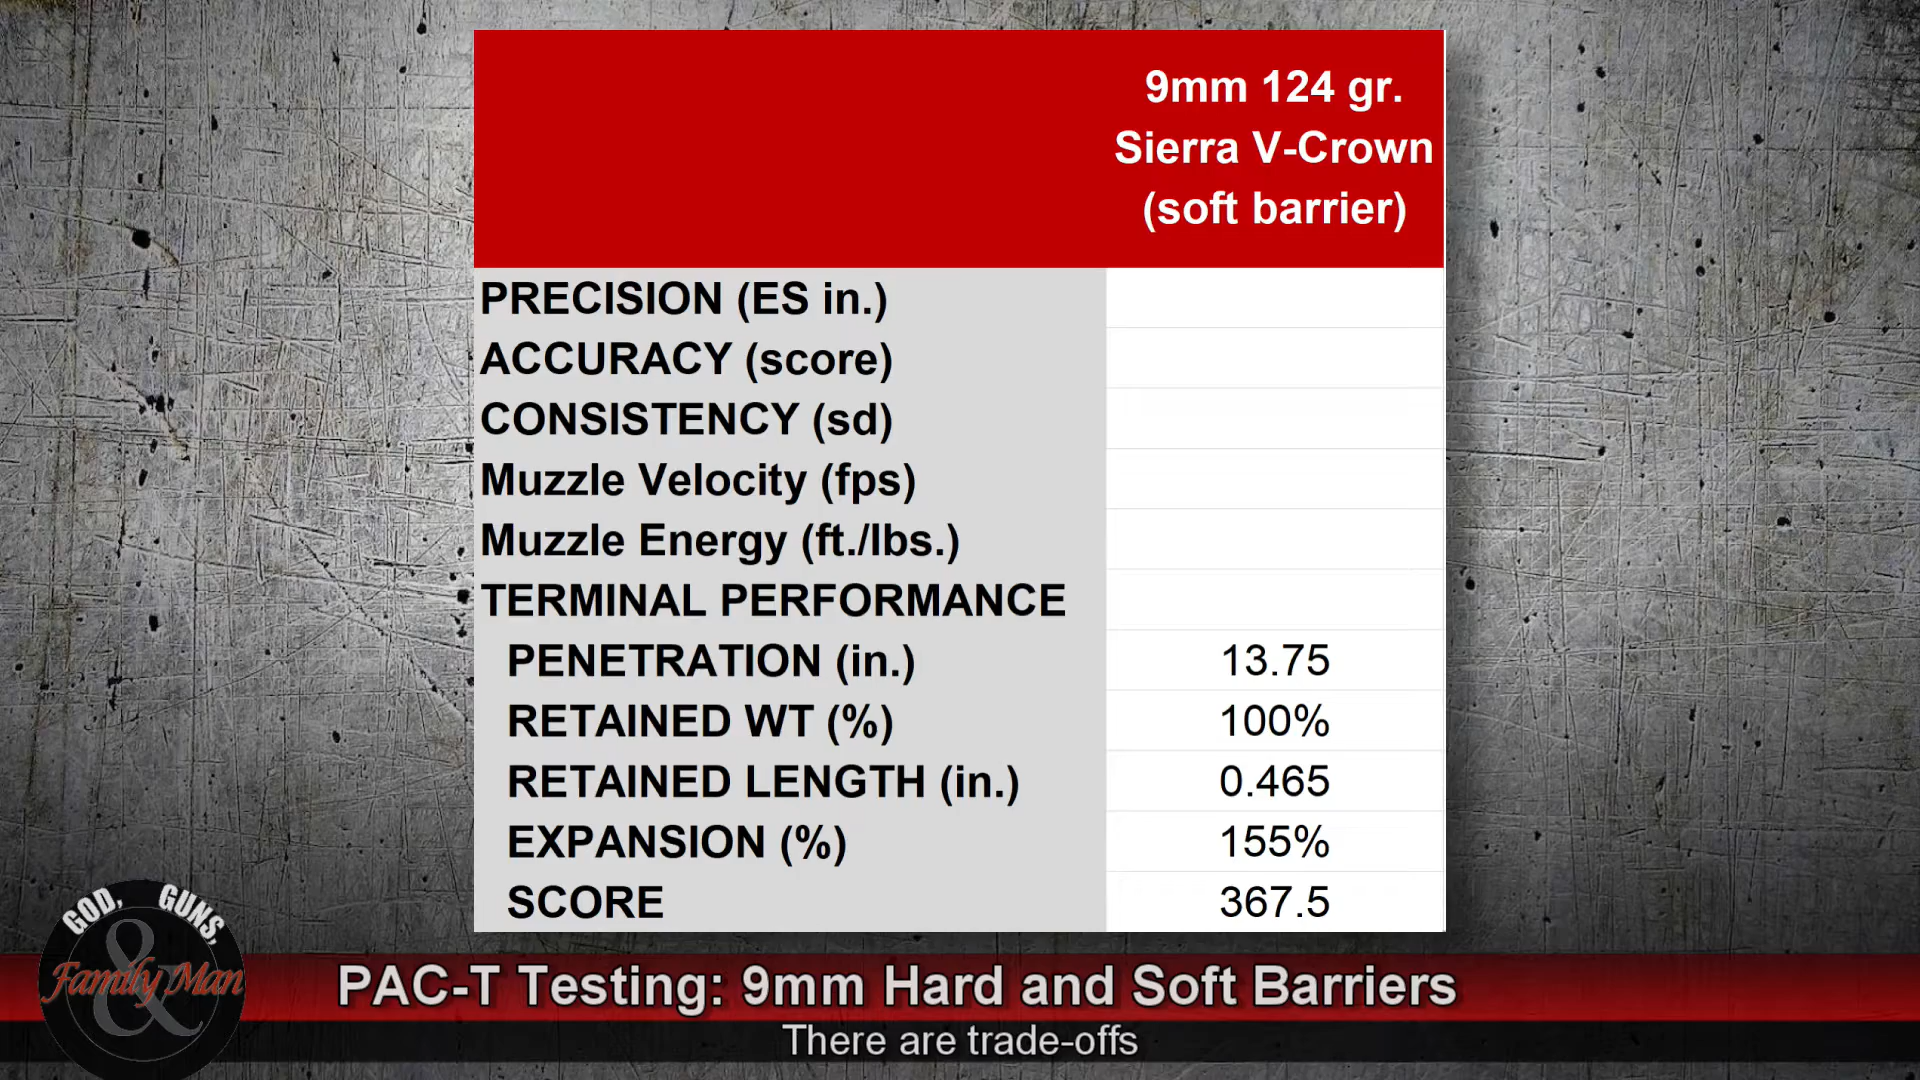 9mm 124 gr.
Sierra V-Crown
(soft barrier)
PRECISION (ES in.)
ACCURACY (score)
CONSISTENCY (sd)
Muzzle Velocity (fps)
Muzzle Energy (ft./lbs.)
TERMINAL PERFORMANCE
PENETRATION (in.) 13.75
RETAINED WT (%) 100%
RETAINED LENGTH (in.) 0.465
EXPANSION (%) 155%
SCORE 367.5
GOD, GUNS,
&
Family Man
PAC-T Testing: 9mm Hard and Soft Barriers
There are trade-offs